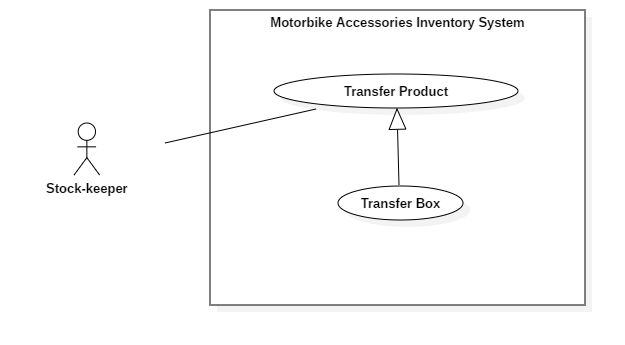 Motorbike Accessories Inventory System
Transfer Product
Stock-keeper
Transfer Box